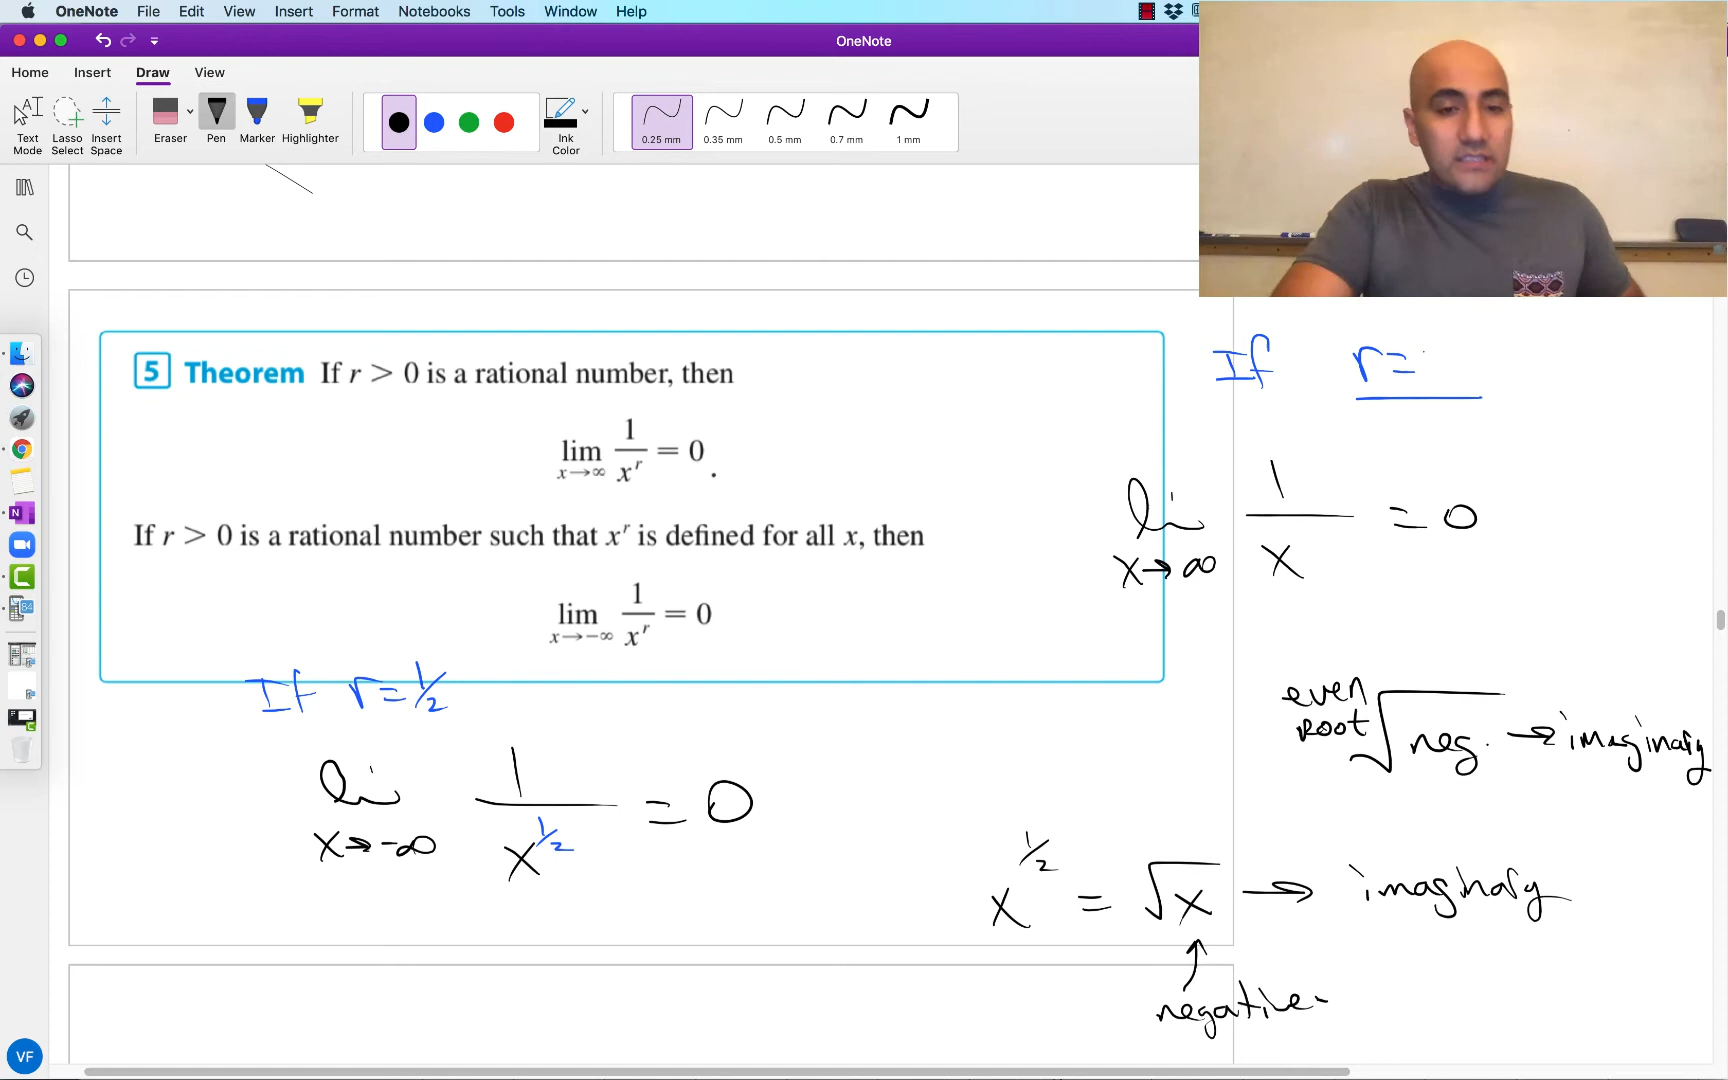 OneNote File Edit View Insert Format Notebooks Tools Window Help
OneNote
Home Insert Draw View
Text Mode
Lasso Select
Insert Space
Eraser
Pen
Marker
Highlighter
Ink Color
0.25 mm
0.35 mm
0.5 mm
0.7 mm
1 mm
5 Theorem If r > 0 is a rational number, then
lim x→∞ 1/x^r = 0.
If r > 0 is a rational number such that x^r is defined for all x, then
lim x→−∞ 1/x^r = 0
If r=
lim x→∞ 1/x = 0
If r=1/2
lim x→-∞ 1/x^1/2 = 0
even root √neg. → imaginary
x^1/2 = √x → imaginary
↑
negative
VF